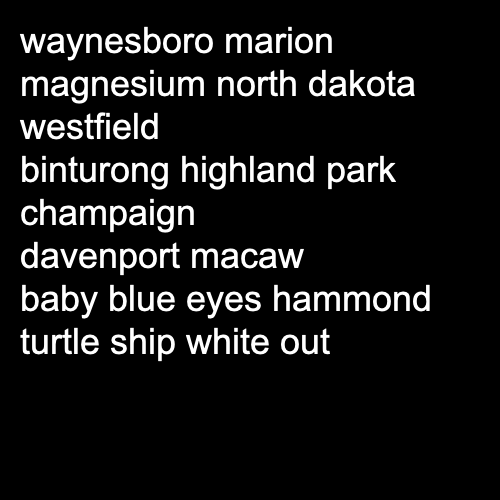 waynesboro marion
magnesium north dakota
westfield
binturong highland park
champaign
davenport macaw
baby blue eyes hammond
turtle ship white out